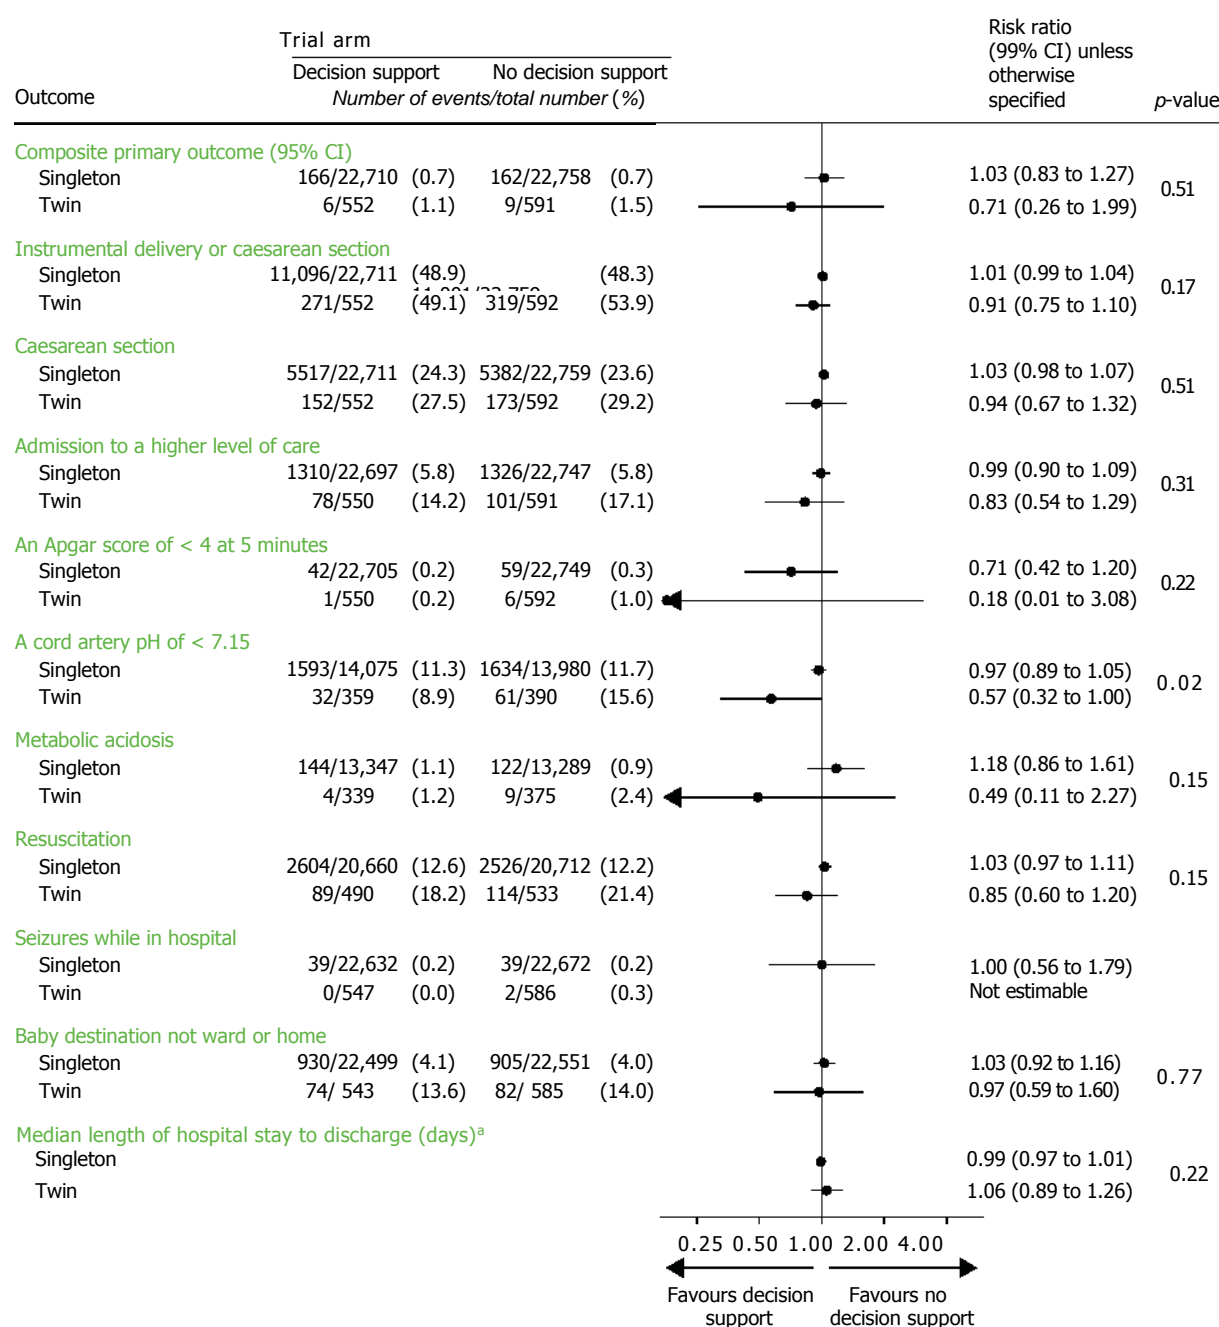 Trial arm
Risk ratio
(99% CI) unless
otherwise
specified
Decision support No decision support
Outcome Number of events/total number (%) p-value
Composite primary outcome (95% CI)
Singleton 166/22,710 (0.7) 162/22,758 (0.7) 1.03 (0.83 to 1.27)
0.51
Twin 6/552 (1.1) 9/591 (1.5) 0.71 (0.26 to 1.99)
Instrumental delivery or caesarean section
Singleton 11,096/22,711 (48.9) (48.3) 1.01 (0.99 to 1.04)
0.17
Twin 271/552 (49.1) 319/592 (53.9) 0.91 (0.75 to 1.10)
Caesarean section
Singleton 5517/22,711 (24.3) 5382/22,759 (23.6) 1.03 (0.98 to 1.07)
0.51
Twin 152/552 (27.5) 173/592 (29.2) 0.94 (0.67 to 1.32)
Admission to a higher level of care
Singleton 1310/22,697 (5.8) 1326/22,747 (5.8) 0.99 (0.90 to 1.09)
0.31
Twin 78/550 (14.2) 101/591 (17.1) 0.83 (0.54 to 1.29)
An Apgar score of < 4 at 5 minutes
Singleton 42/22,705 (0.2) 59/22,749 (0.3) 0.71 (0.42 to 1.20)
0.22
Twin 1/550 (0.2) 6/592 (1.0) 0.18 (0.01 to 3.08)
A cord artery pH of < 7.15
Singleton 1593/14,075 (11.3) 1634/13,980 (11.7) 0.97 (0.89 to 1.05)
0.02
Twin 32/359 (8.9) 61/390 (15.6) 0.57 (0.32 to 1.00)
Metabolic acidosis
Singleton 144/13,347 (1.1) 122/13,289 (0.9) 1.18 (0.86 to 1.61)
0.15
Twin 4/339 (1.2) 9/375 (2.4) 0.49 (0.11 to 2.27)
Resuscitation
Singleton 2604/20,660 (12.6) 2526/20,712 (12.2) 1.03 (0.97 to 1.11)
0.15
Twin 89/490 (18.2) 114/533 (21.4) 0.85 (0.60 to 1.20)
Seizures while in hospital
Singleton 39/22,632 (0.2) 39/22,672 (0.2) 1.00 (0.56 to 1.79)
Twin 0/547 (0.0) 2/586 (0.3) Not estimable
Baby destination not ward or home
Singleton 930/22,499 (4.1) 905/22,551 (4.0) 1.03 (0.92 to 1.16)
0.77
Twin 74/ 543 (13.6) 82/ 585 (14.0) 0.97 (0.59 to 1.60)
Median length of hospital stay to discharge (days)ᵃ
Singleton 0.99 (0.97 to 1.01)
0.22
Twin 1.06 (0.89 to 1.26)
0.25 0.50 1.00 2.00 4.00
Favours decision
support
Favours no
decision support